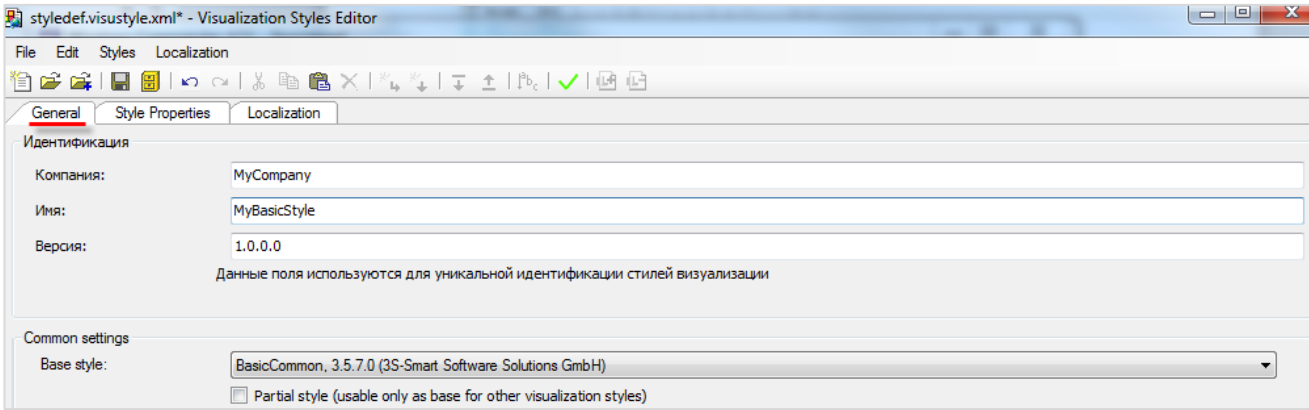 styledef.visustyle.xml* - Visualization Styles Editor
File Edit Styles Localization
General Style Properties Localization
Идентификация
Компания: MyCompany
Имя: MyBasicStyle
Версия: 1.0.0.0
Данные поля используются для уникальной идентификации стилей визуализации
Common settings
Base style: BasicCommon, 3.5.7.0 (3S-Smart Software Solutions GmbH)
Partial style (usable only as base for other visualization styles)